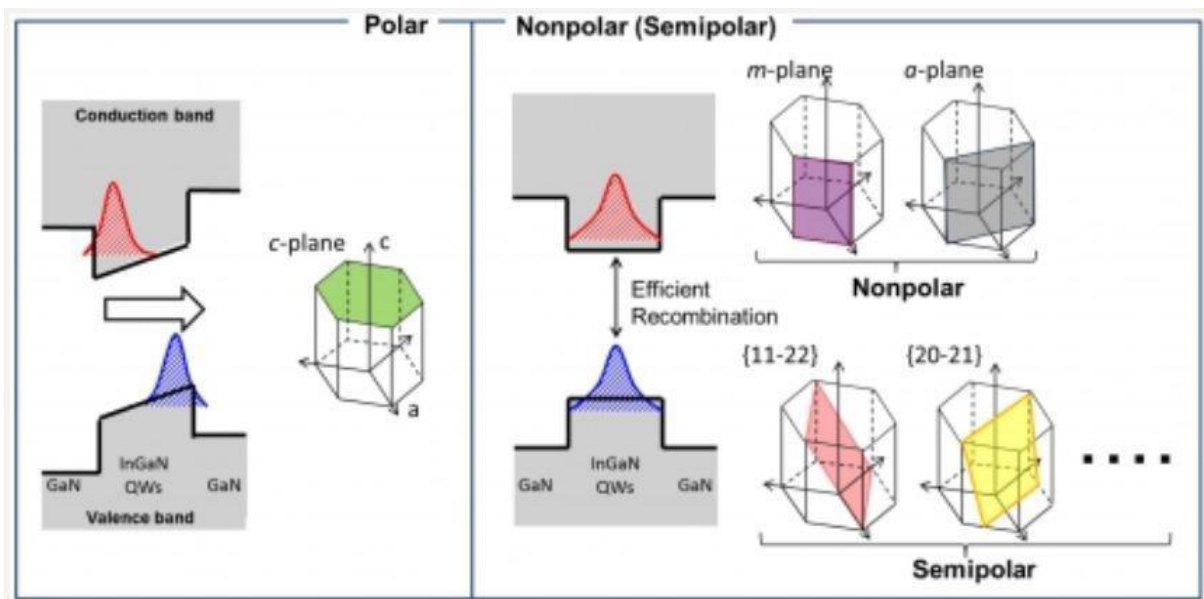 Polar
Conduction band
c-plane
c
a
InGaN
GaN QWs GaN
Valence band
Nonpolar (Semipolar)
m-plane
a-plane
Nonpolar
Efficient
Recombination
{11-22}
{20-21}
InGaN
GaN QWs GaN
Semipolar